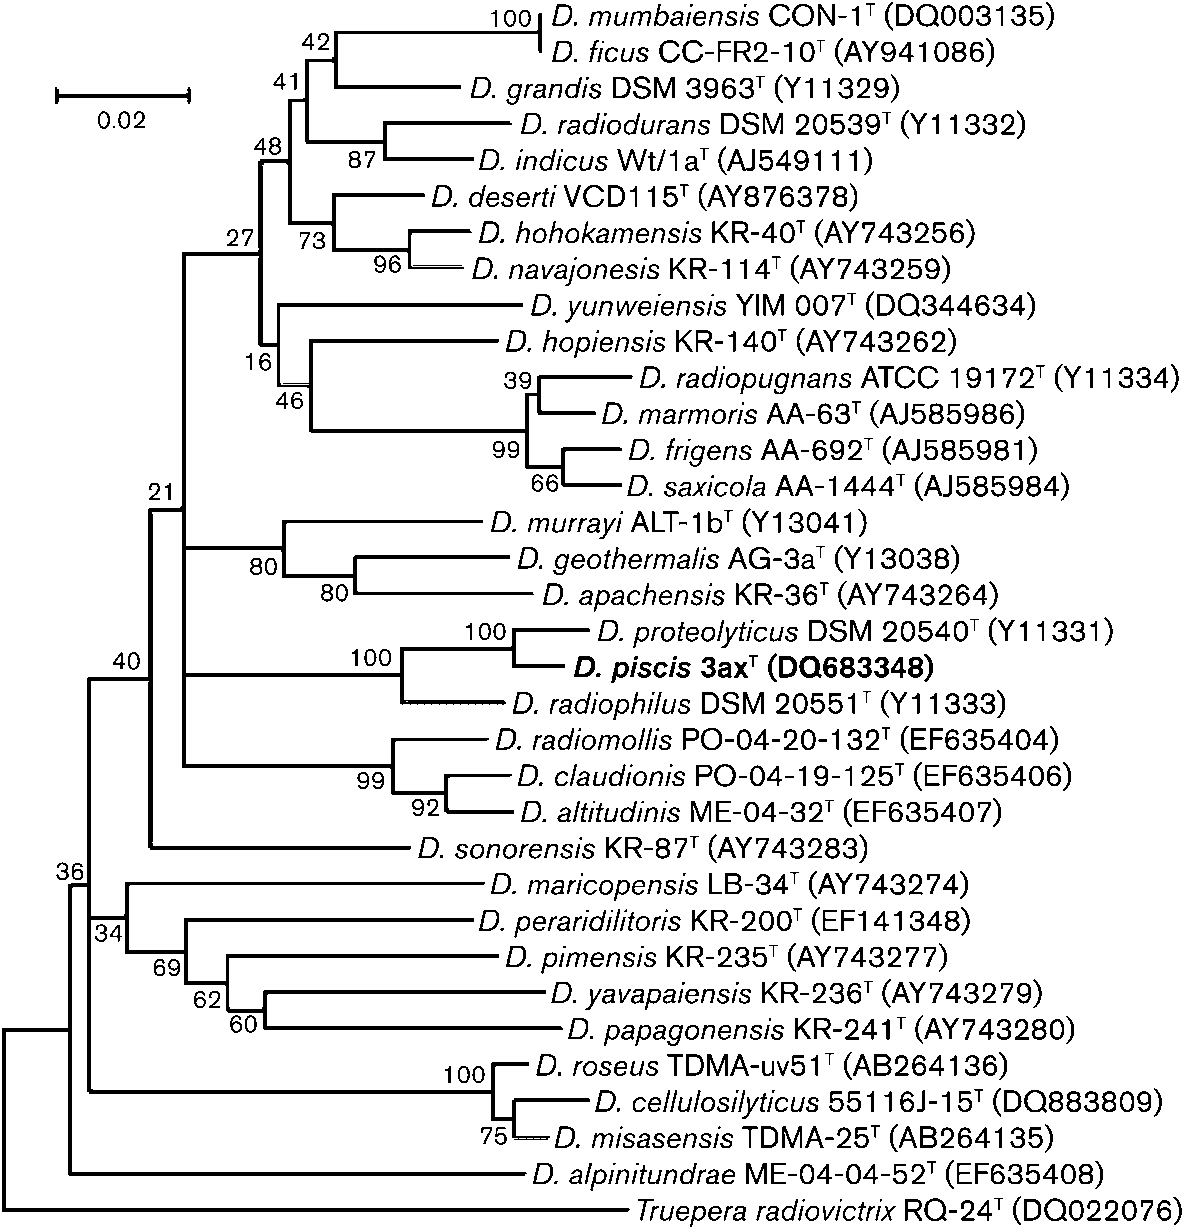 100 D. mumbaiensis CON-1ᵀ (DQ003135)
42 D. ficus CC-FR2-10ᵀ (AY941086)
41 D. grandis DSM 3963ᵀ (Y11329)
0.02 D. radiodurans DSM 20539ᵀ (Y11332)
48 87 D. indicus Wt/1aᵀ (AJ549111)
D. deserti VCD115ᵀ (AY876378)
27 73 D. hohokamensis KR-40ᵀ (AY743256)
96 D. navajonesis KR-114ᵀ (AY743259)
D. yunweiensis YIM 007ᵀ (DQ344634)
16 D. hopiensis KR-140ᵀ (AY743262)
39 D. radiopugnans ATCC 19172ᵀ (Y11334)
46 D. marmoris AA-63ᵀ (AJ585986)
99 D. frigens AA-692ᵀ (AJ585981)
21 66 D. saxicola AA-1444ᵀ (AJ585984)
D. murrayi ALT-1bᵀ (Y13041)
80 D. geothermalis AG-3aᵀ (Y13038)
80 D. apachensis KR-36ᵀ (AY743264)
100 D. proteolyticus DSM 20540ᵀ (Y11331)
40 100 D. piscis 3axᵀ (DQ683348)
D. radiophilus DSM 20551ᵀ (Y11333)
D. radiomollis PO-04-20-132ᵀ (EF635404)
99 D. claudionis PO-04-19-125ᵀ (EF635406)
92 D. altitudinis ME-04-32ᵀ (EF635407)
D. sonorensis KR-87ᵀ (AY743283)
36 D. maricopensis LB-34ᵀ (AY743274)
34 D. peraridilitoris KR-200ᵀ (EF141348)
69 D. pimensis KR-235ᵀ (AY743277)
62 D. yavapaiensis KR-236ᵀ (AY743279)
60 D. papagonensis KR-241ᵀ (AY743280)
100 D. roseus TDMA-uv51ᵀ (AB264136)
D. cellulosilyticus 55116J-15ᵀ (DQ883809)
75 D. misasensis TDMA-25ᵀ (AB264135)
D. alpinitundrae ME-04-04-52ᵀ (EF635408)
Truepera radiovictrix RQ-24ᵀ (DQ022076)